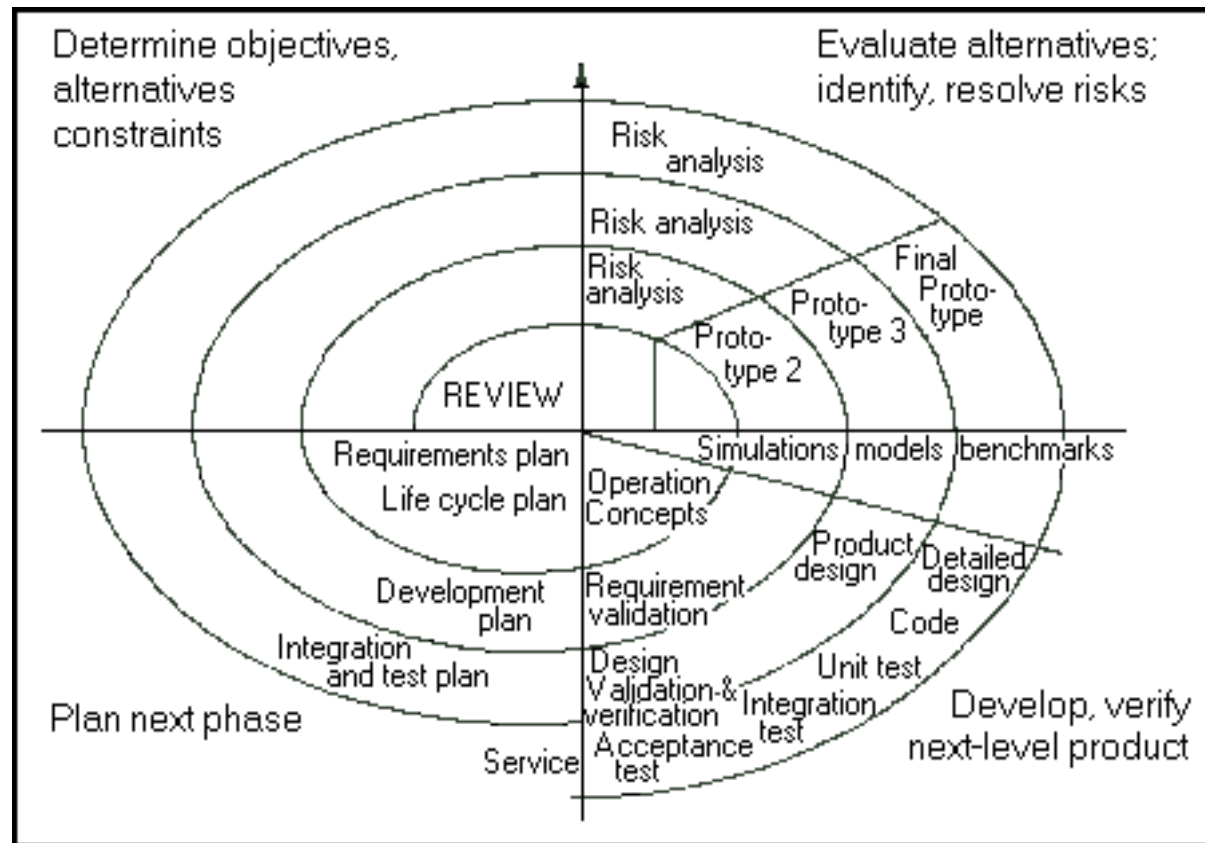 Determine objectives,
alternatives
constraints
Evaluate alternatives;
identify, resolve risks
Risk
analysis
Risk analysis
Risk
analysis
Final
Proto-
type
Proto-
type 3
Proto-
type 2
REVIEW
Requirements plan
Life cycle plan
Simulations models benchmarks
Operation
Concepts
Product
design
Detailed
design
Development
plan
Requirement
validation
Code
Integration
and test plan
Design
Validation-&
verification
Unit test
Integration
test
Plan next phase
Develop, verify
next-level product
Service
Acceptance
test